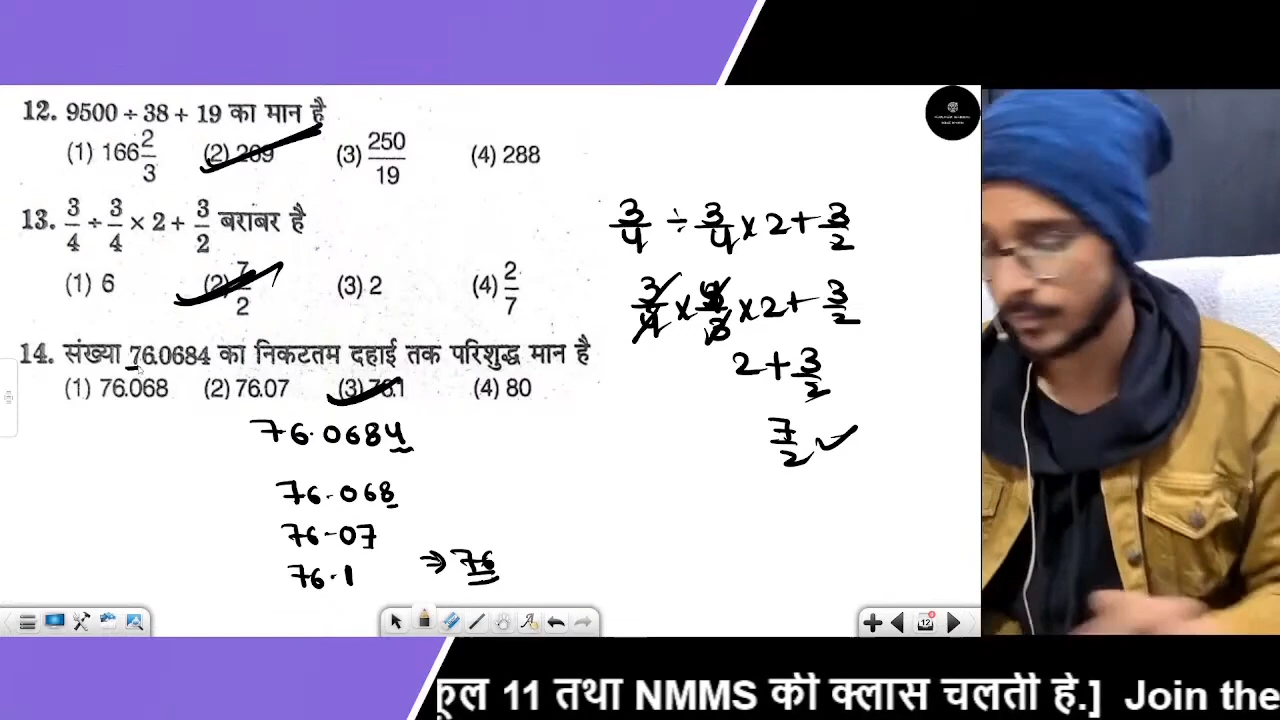 12. 9500 ÷ 38 + 19 का मान है
(1) 166 2/3 (2) 269 (3) 250/19 (4) 288
13. 3/4 ÷ 3/4 × 2 + 3/2 बराबर है
(1) 6 (2) 7/2 (3) 2 (4) 2/7
14. संख्या 76.0684 का निकटतम दहाई तक परिशुद्ध मान है
(1) 76.068 (2) 76.07 (3) 76.1 (4) 80
76.0684
76.068
76.07
76.1 ⇒ 76
3/4 ÷ 3/4 × 2 + 3/2
3/4 × 4/3 × 2 + 3/2
2 + 3/2
7/2 ✓
12
कूल 11 तथा NMMS की क्लास चलती है.] Join the